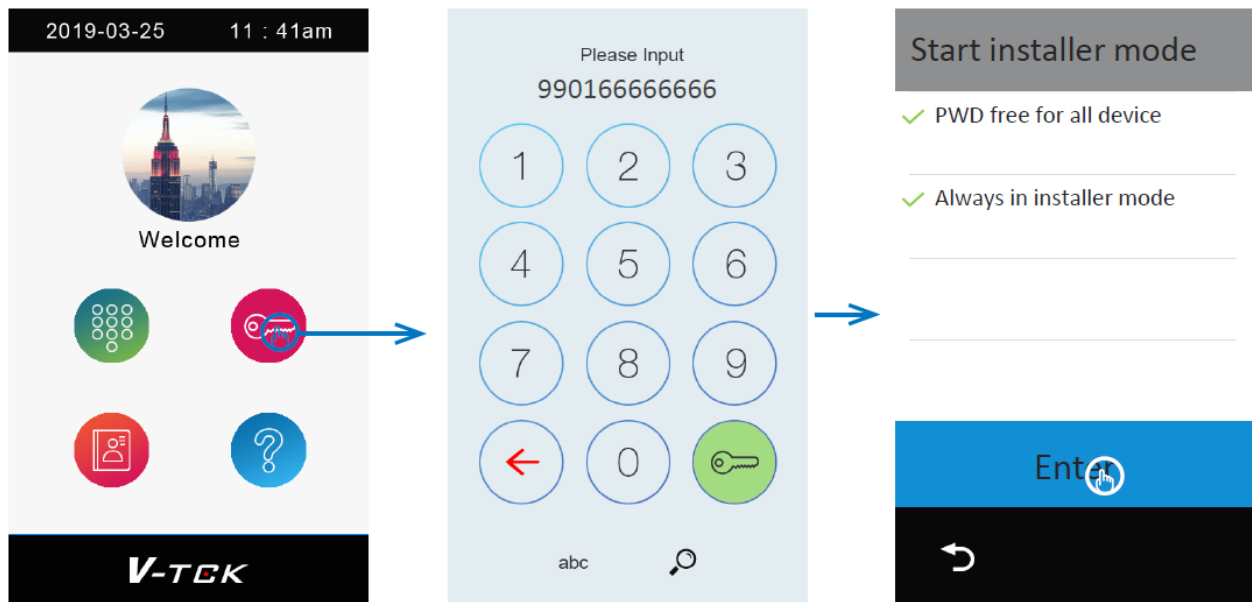 2019-03-25 11 : 41am
Welcome
V-TEK
Please Input
990166666666
1 2 3
4 5 6
7 8 9
0
abc
Start installer mode
PWD free for all device
Always in installer mode
Enter